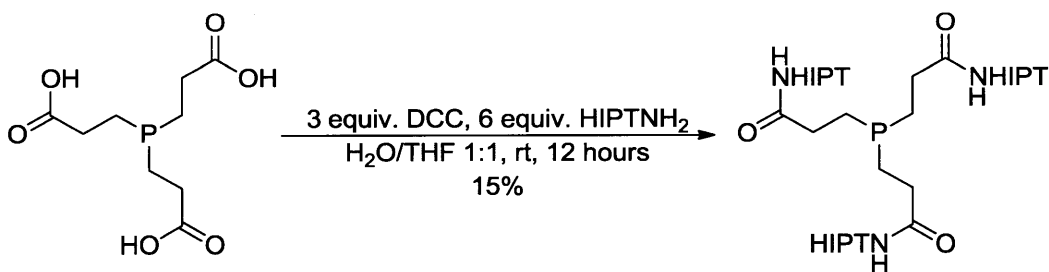 O
OH
OH
O
P
HO
O
3 equiv. DCC, 6 equiv. HIPTNH₂
H₂O/THF 1:1, rt, 12 hours
15%
O
H
NHIPT
NHIPT
H
O
P
H
HIPTN
O